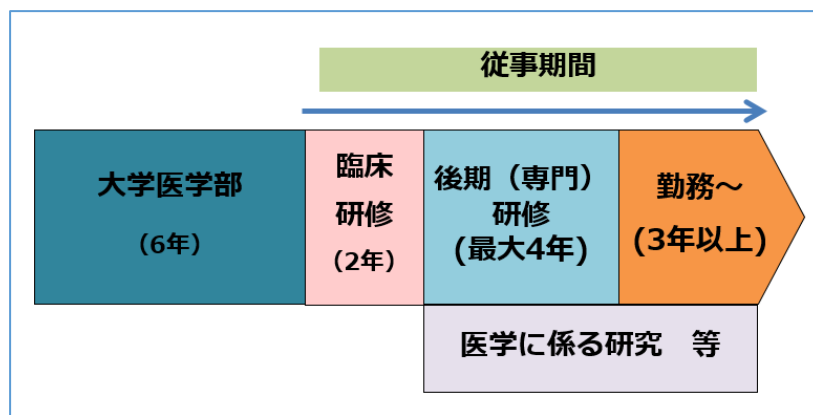 従事期間
大学医学部
（6年）
臨床
研修
（2年）
後期（専門）
研修
(最大4年)
勤務～
(3年以上)
医学に係る研究　等